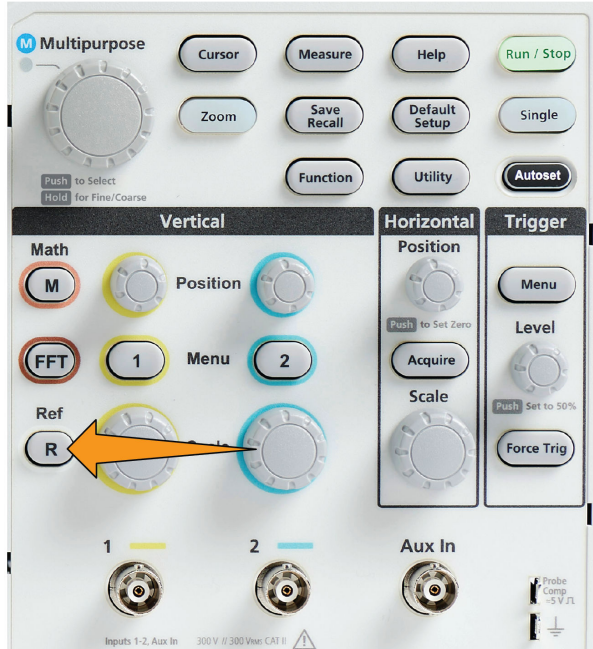 M Multipurpose
Cursor
Measure
Help
Run / Stop
Zoom
Save
Recall
Default
Setup
Single
Push to Select
Hold for Fine/Coarse
Function
Utility
Autoset
Vertical
Horizontal
Trigger
Math
M
Position
Position
Push to Set Zero
Menu
FFT
1
Menu
2
Acquire
Level
Push Set to 50%
Ref
R
Scale
Force Trig
1
2
Aux In
Inputs 1-2, Aux In
300 V // 300 VRMS CAT II
Probe
Comp
~5 V